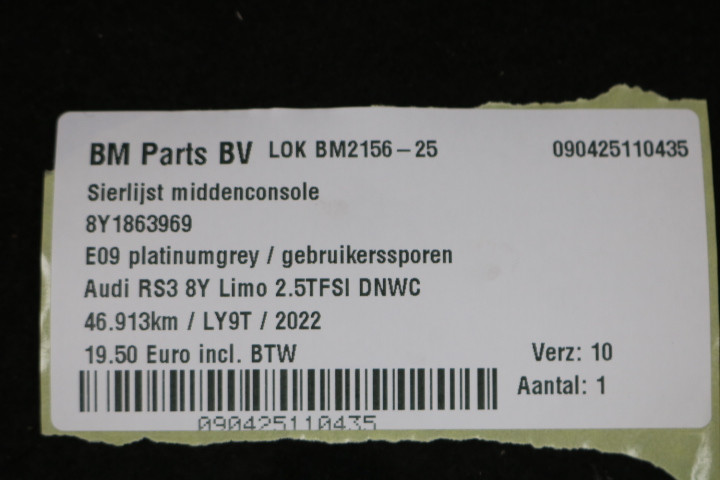 BM Parts BV LOK BM2156-25 090425110435
Sierlijst middenconsole
8Y1863969
E09 platinumgrey / gebruikerssporen
Audi RS3 8Y Limo 2.5TFSI DNWC
46.913km / LY9T / 2022
19.50 Euro incl. BTW Verz: 10
Aantal: 1
090425110435